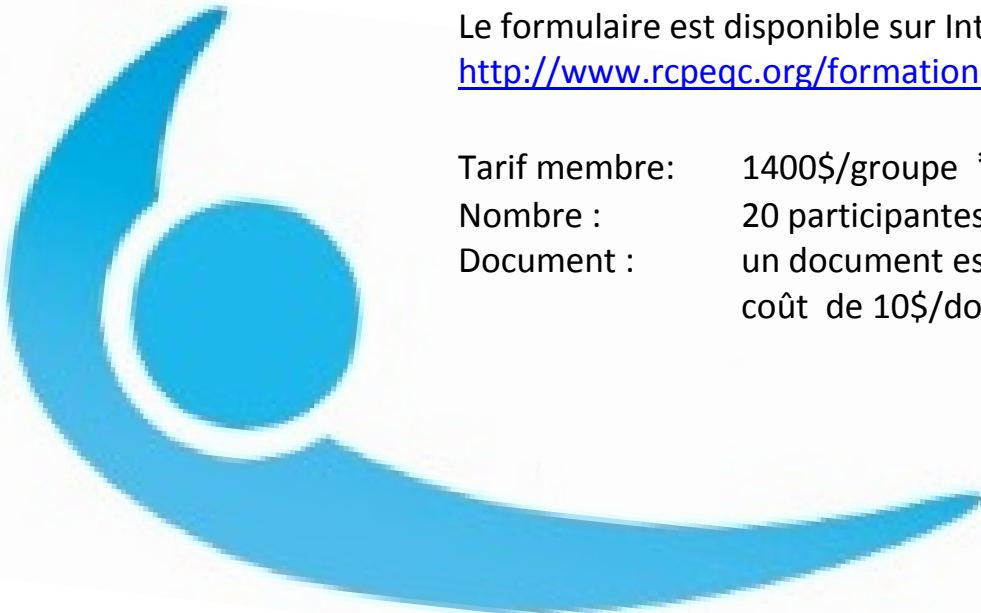 Le formulaire est disponible sur Int
http://www.rcpeqc.org/formation
Tarif membre: 1400$/groupe *
Nombre : 20 participantes
Document : un document es
coût de 10$/do